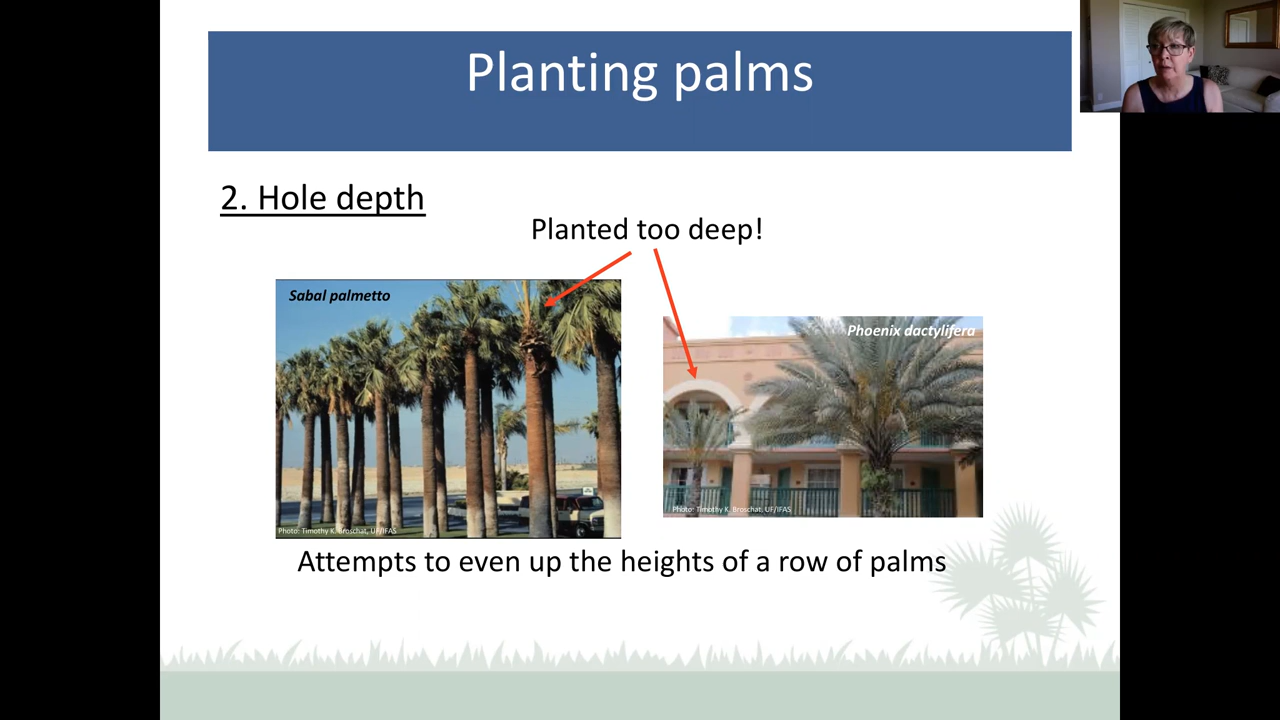 Planting palms
2. Hole depth
Planted too deep!
Sabal palmetto
Phoenix dactylifera
Photo: Timothy K. Broschat, UF/IFAS
Photo: Timothy K. Broschat, UF/IFAS
Attempts to even up the heights of a row of palms